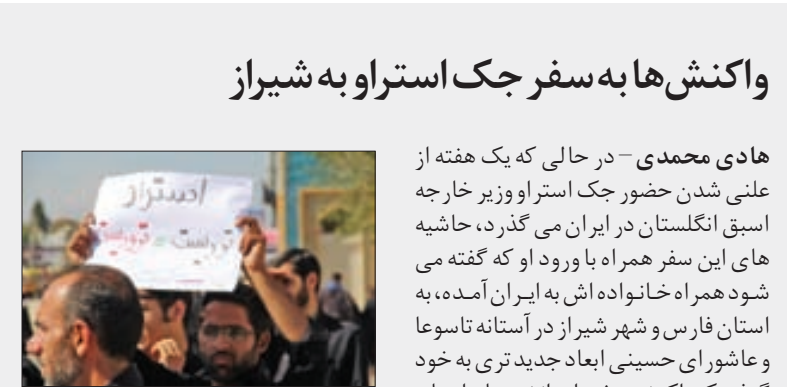 واکنش‌ها به سفر جک استراو به شیراز
هادی محمدی – در حالی که یک هفته از
علنی شدن حضور جک استراو وزیر خارجه
اسبق انگلستان در ایران می گذرد، حاشیه
های این سفر همراه با ورود او که گفته می
شود همراه خانواده اش به ایران آمده، به
استان فارس و شهر شیراز در آستانه تاسوعا
و عاشورای حسینی ابعاد جدیدتری به خود
استراز
تروریست